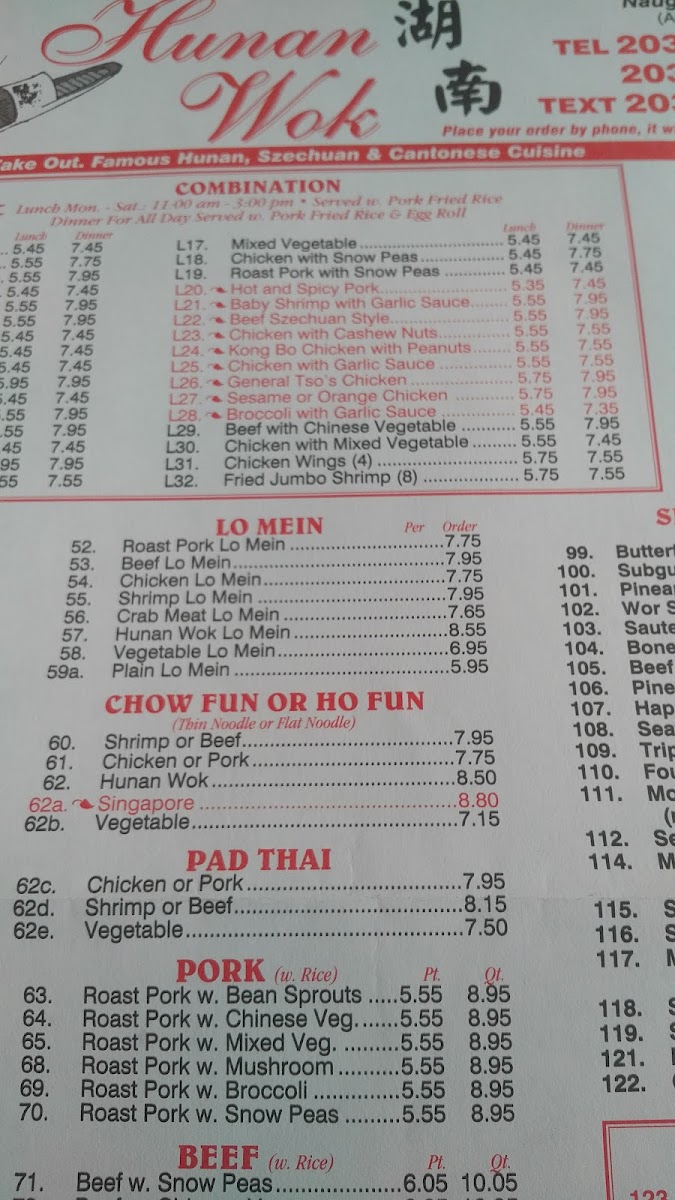 Hunan 湖
Wok 南
Naug
(A
TEL 203
203
TEXT 203
Place your order by phone, it w
Take Out. Famous Hunan, Szechuan & Cantonese Cuisine
COMBINATION
Lunch Mon. - Sat.: 11:00 am - 3:00 pm • Served w. Pork Fried Rice
Dinner For All Day Served w. Pork Fried Rice & Egg Roll
Lunch Dinner
5.45 7.45
5.55 7.75
5.55 7.95
5.45 7.45
5.55 7.95
5.55 7.95
5.45 7.45
5.45 7.45
5.45 7.45
5.95 7.95
5.45 7.45
.55 7.95
.55 7.95
.45 7.45
95 7.95
55 7.55
Lunch Dinner
L17. Mixed Vegetable 5.45 7.45
L18. Chicken with Snow Peas 5.45 7.75
L19. Roast Pork with Snow Peas 5.45 7.45
L20. Hot and Spicy Pork 5.35 7.45
L21. Baby Shrimp with Garlic Sauce 5.55 7.95
L22. Beef Szechuan Style 5.55 7.95
L23. Chicken with Cashew Nuts 5.55 7.55
L24. Kong Bo Chicken with Peanuts 5.55 7.55
L25. Chicken with Garlic Sauce 5.55 7.55
L26. General Tso's Chicken 5.75 7.95
L27. Sesame or Orange Chicken 5.75 7.95
L28. Broccoli with Garlic Sauce 5.45 7.35
L29. Beef with Chinese Vegetable 5.55 7.95
L30. Chicken with Mixed Vegetable 5.55 7.45
L31. Chicken Wings (4) 5.75 7.55
L32. Fried Jumbo Shrimp (8) 5.75 7.55
LO MEIN Per Order
52. Roast Pork Lo Mein 7.75
53. Beef Lo Mein 7.95
54. Chicken Lo Mein 7.75
55. Shrimp Lo Mein 7.95
56. Crab Meat Lo Mein 7.65
57. Hunan Wok Lo Mein 8.55
58. Vegetable Lo Mein 6.95
59a. Plain Lo Mein 5.95
CHOW FUN OR HO FUN
(Thin Noodle or Flat Noodle)
60. Shrimp or Beef 7.95
61. Chicken or Pork 7.75
62. Hunan Wok 8.50
62a. Singapore 8.80
62b. Vegetable 7.15
PAD THAI
62c. Chicken or Pork 7.95
62d. Shrimp or Beef 8.15
62e. Vegetable 7.50
PORK (w. Rice) Pt. Qt.
63. Roast Pork w. Bean Sprouts 5.55 8.95
64. Roast Pork w. Chinese Veg. 5.55 8.95
65. Roast Pork w. Mixed Veg. 5.55 8.95
68. Roast Pork w. Mushroom 5.55 8.95
69. Roast Pork w. Broccoli 5.55 8.95
70. Roast Pork w. Snow Peas 5.55 8.95
BEEF (w. Rice) Pt. Qt.
71. Beef w. Snow Peas 6.05 10.05
S
99. Butterf
100. Subgu
101. Pinea
102. Wor S
103. Saute
104. Bone
105. Beef
106. Pine
107. Hap
108. Sea
109. Trip
110. Fou
111. Mo
112. Se
114. M
115. S
116. S
117. M
118. S
119. S
121.
122.
123